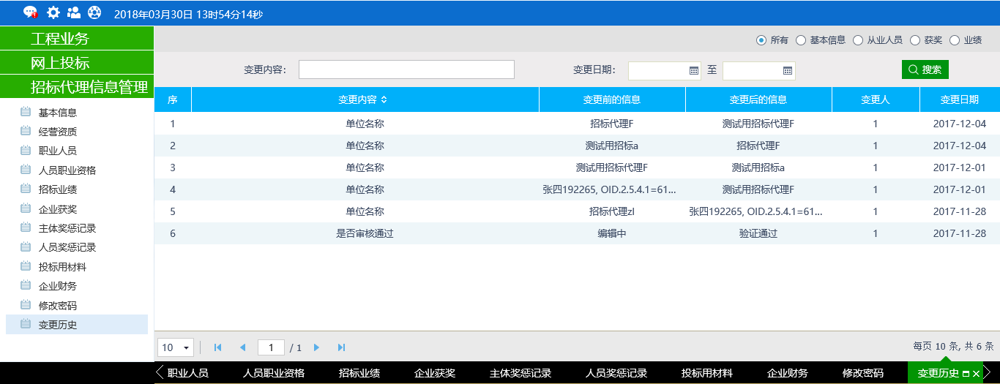 2018年03月30日 13时54分14秒
工程业务
网上投标
招标代理信息管理
基本信息
经营资质
职业人员
人员职业资格
招标业绩
企业获奖
主体奖惩记录
人员奖惩记录
投标用材料
企业财务
修改密码
变更历史
所有 基本信息 从业人员 获奖 业绩
变更内容: 变更日期: 至 搜索
序 变更内容 变更前的信息 变更后的信息 变更人 变更日期
1 单位名称 招标代理F 测试用招标代理F 1 2017-12-04
2 单位名称 测试用招标a 招标代理F 1 2017-12-04
3 单位名称 测试用招标代理F 测试用招标a 1 2017-12-01
4 单位名称 张四192265, OID.2.5.4.1=61... 测试用招标代理F 1 2017-12-01
5 单位名称 招标代理zl 张四192265, OID.2.5.4.1=61... 1 2017-11-28
6 是否审核通过 编辑中 验证通过 1 2017-11-28
10 1 / 1 每页 10 条, 共 6 条
职业人员 人员职业资格 招标业绩 企业获奖 主体奖惩记录 人员奖惩记录 投标用材料 企业财务 修改密码 变更历史